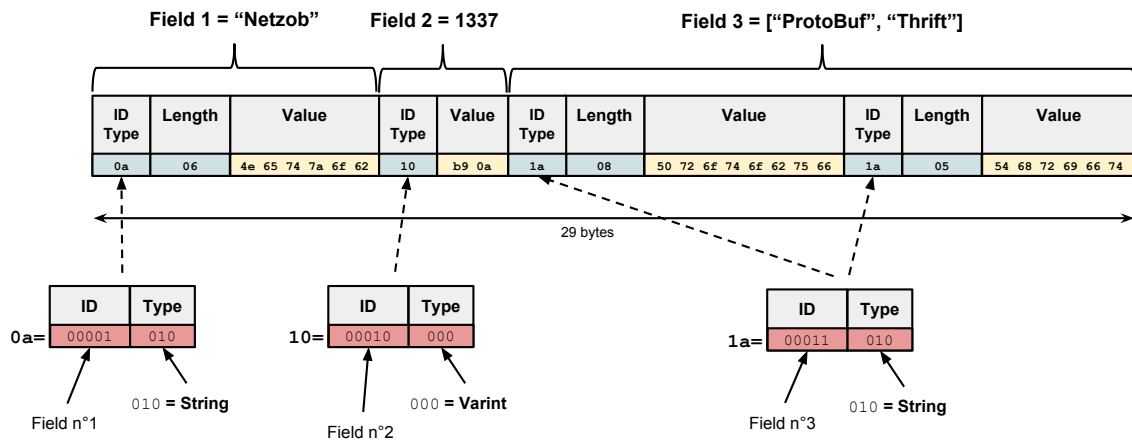 Field 1 = “Netzob” Field 2 = 1337 Field 3 = [“ProtoBuf”, “Thrift”]
ID Type Length Value ID Type Value ID Type Length Value ID Type Length Value
0a 06 4e 65 74 7a 6f 62 10 b9 0a 1a 08 50 72 6f 74 6f 62 75 66 1a 05 54 68 72 69 66 74
29 bytes
ID Type ID Type ID Type
0a= 00001 010 10= 00010 000 1a= 00011 010
010 = String 000 = Varint 010 = String
Field n°1 Field n°2 Field n°3